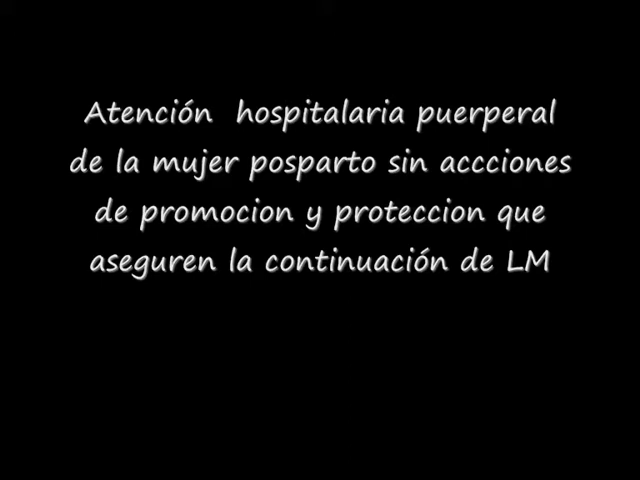 Atención hospitalaria puerperal
de la mujer posparto sin accciones
de promocion y proteccion que
aseguren la continuación de LM